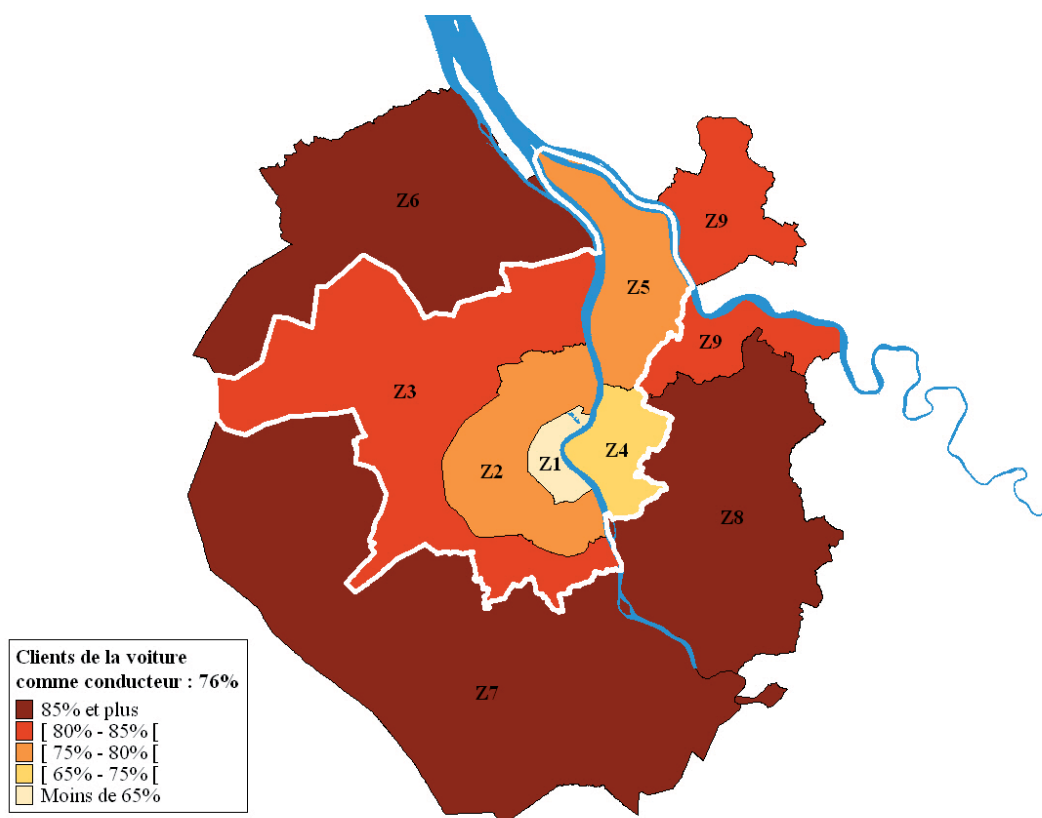 Z6
Z9
Z5
Z9
Z3
Z4
Z1
Z2
Z8
Z7
Clients de la voiture
comme conducteur : 76%
85% et plus
[ 80% - 85% [
[ 75% - 80% [
[ 65% - 75% [
Moins de 65%